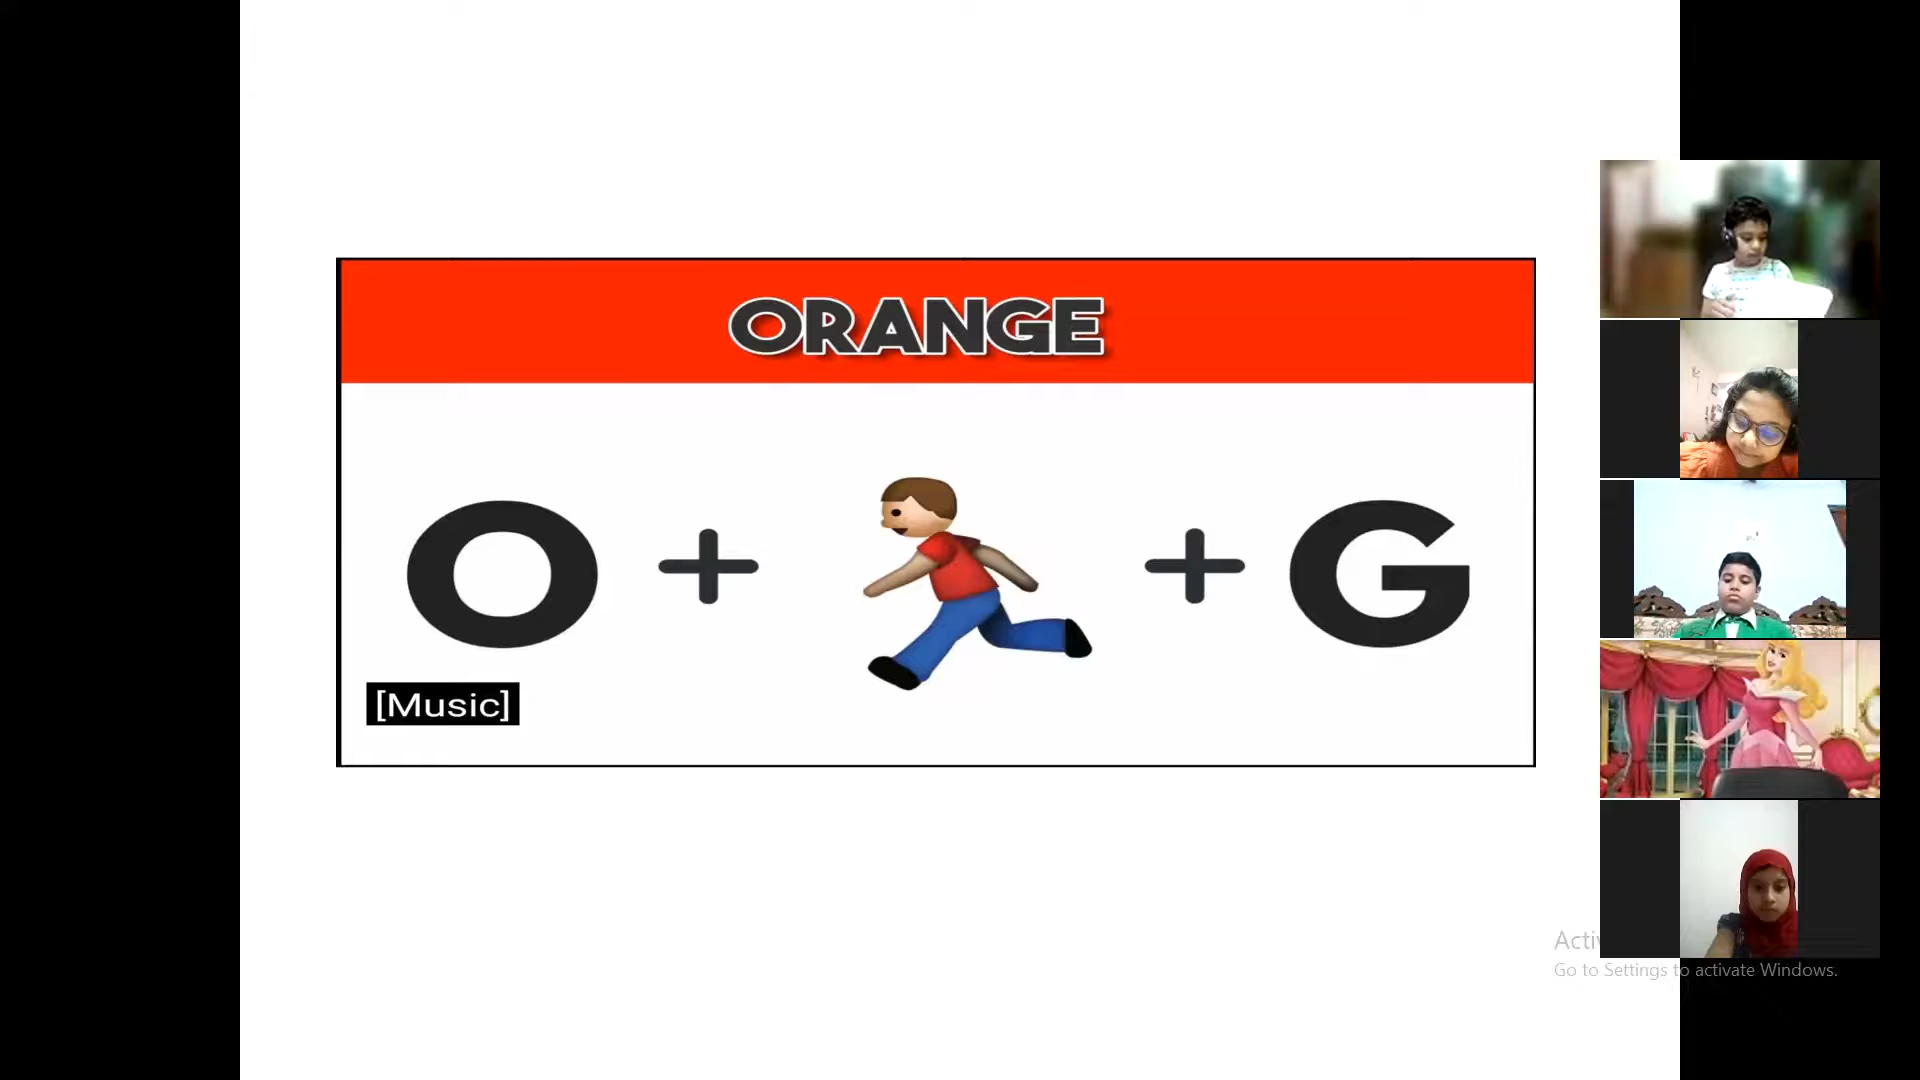 ORANGE
O + + G
[Music]
Acti
Go to Settings to activate Windows.